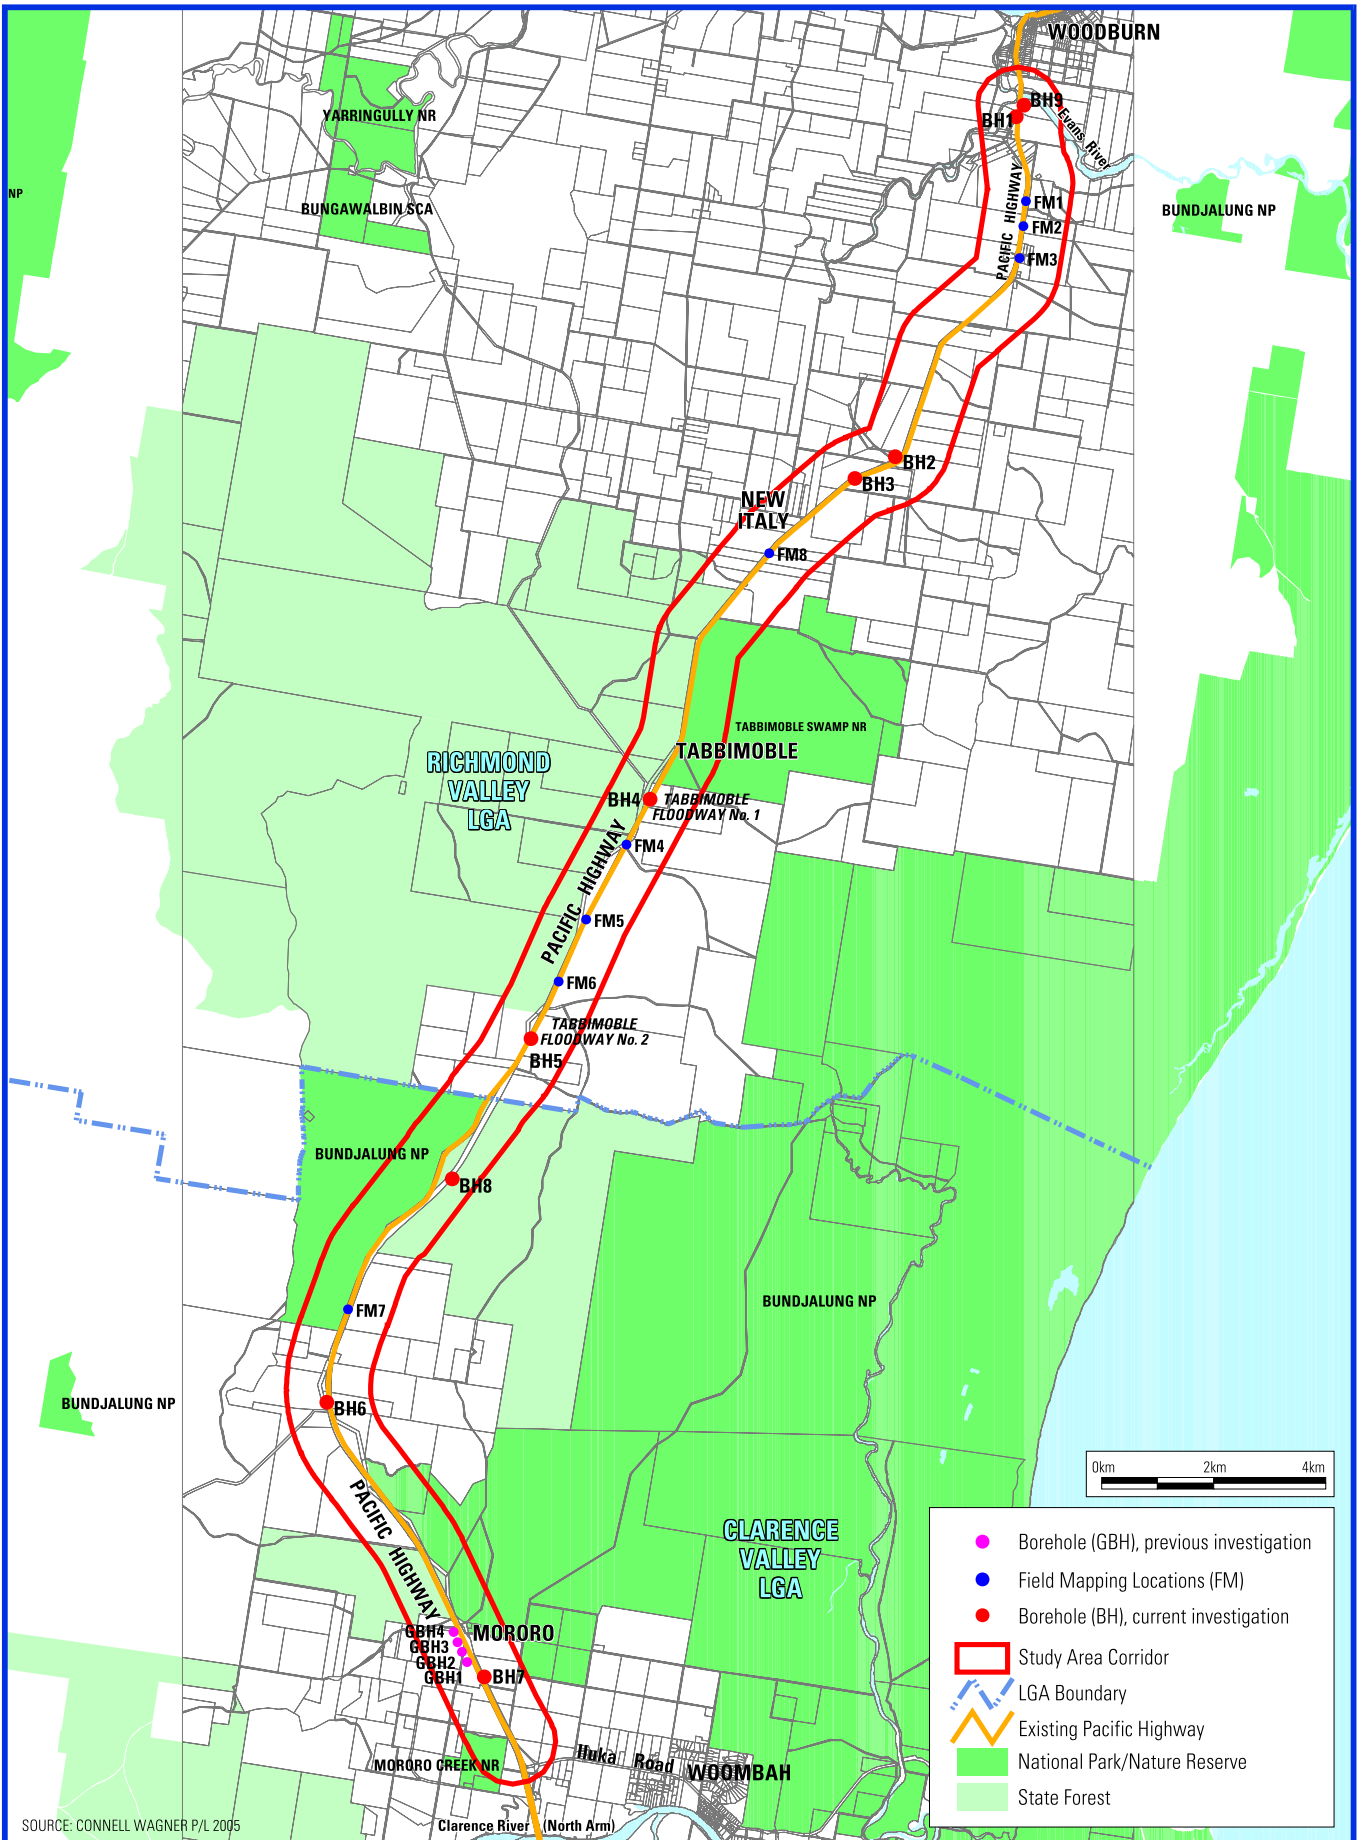 WOODBURN
BH9
BH1
Evans River
YARRINGULLY NR
NP
BUNGAWALBIN SCA
BUNDJALUNG NP
PACIFIC HIGHWAY
FM1
FM2
FM3
BH2
BH3
NEW
ITALY
FM8
TABBIMOBLE SWAMP NR
TABBIMOBLE
RICHMOND
VALLEY
LGA
BH4
TABBIMOBLE
FLOODWAY No. 1
FM4
PACIFIC HIGHWAY
FM5
FM6
TABBIMOBLE
FLOODWAY No. 2
BH5
BUNDJALUNG NP
BH8
BUNDJALUNG NP
FM7
BUNDJALUNG NP
BH6
PACIFIC HIGHWAY
CLARENCE
VALLEY
LGA
GBH4
GBH3
GBH2
GBH1
MORORO
BH7
MORORO CREEK NR
Iluka Road
WOOMBAH
Clarence River (North Arm)
0km 2km 4km
Borehole (GBH), previous investigation
Field Mapping Locations (FM)
Borehole (BH), current investigation
Study Area Corridor
LGA Boundary
Existing Pacific Highway
National Park/Nature Reserve
State Forest
SOURCE: CONNELL WAGNER P/L 2005